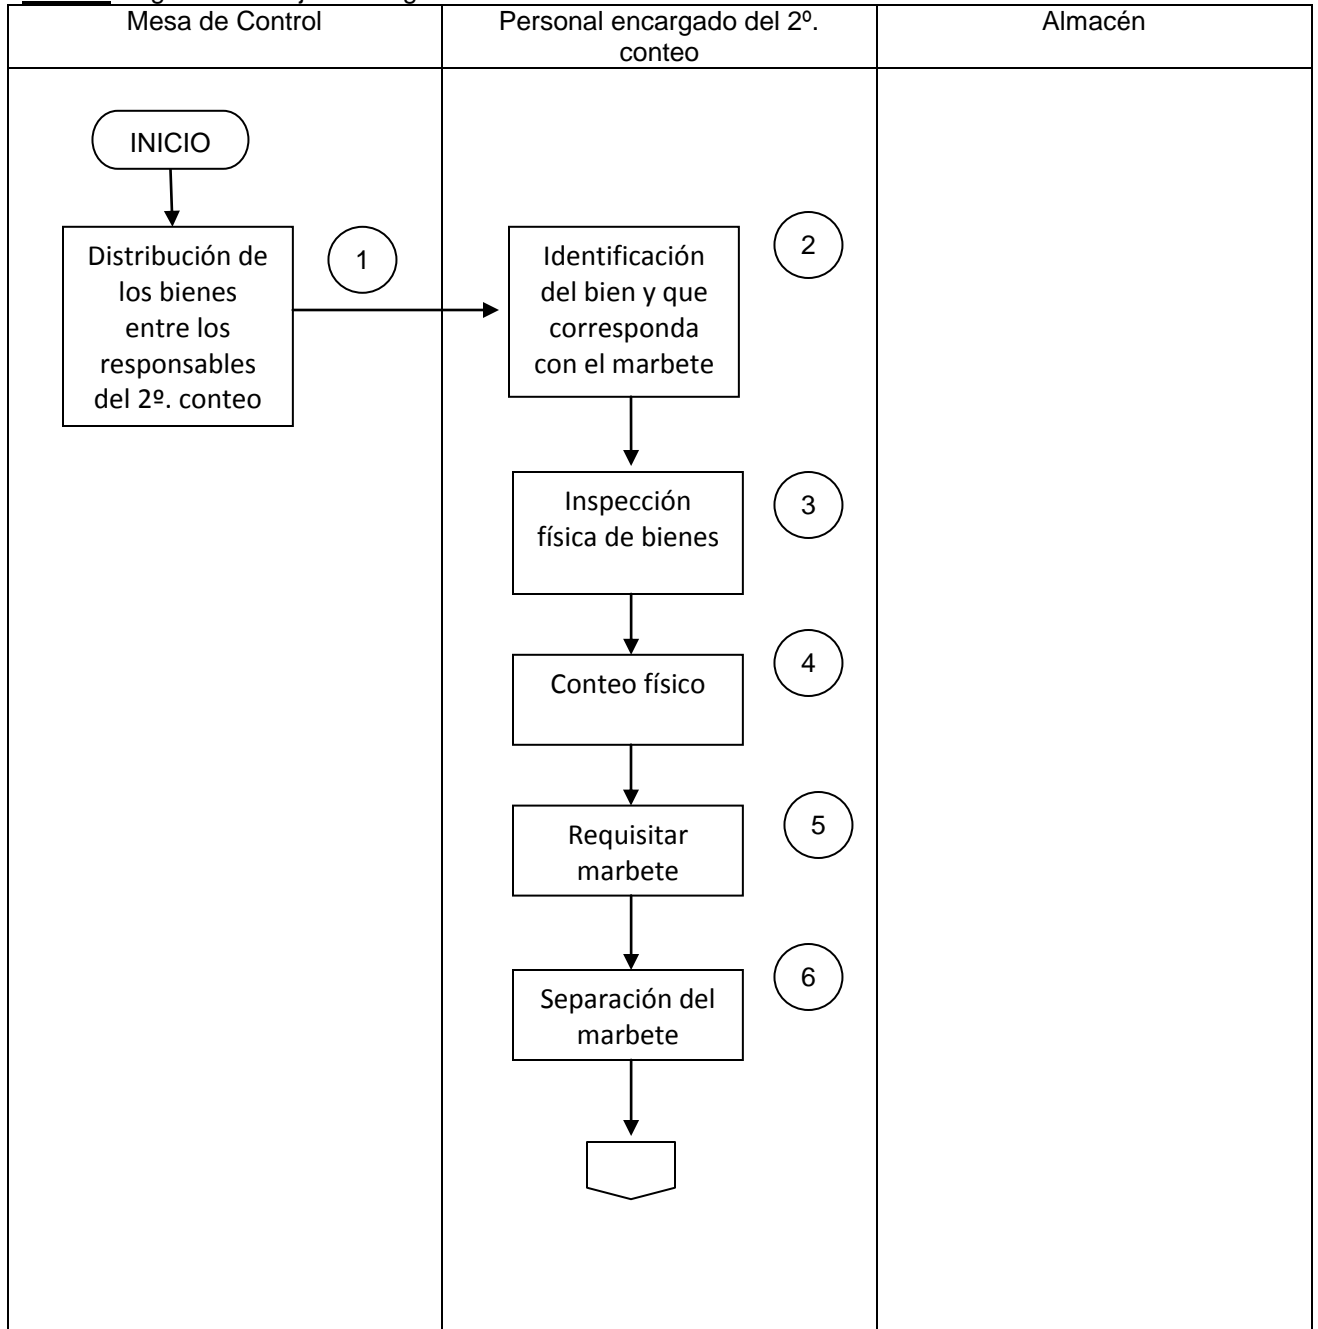 Mesa de Control
Personal encargado del 2º.
conteo
Almacén
INICIO
Distribución de
los bienes
entre los
responsables
del 2º. conteo
1
Identificación
del bien y que
corresponda
con el marbete
2
Inspección
física de bienes
3
Conteo físico
4
Requisitar
marbete
5
Separación del
marbete
6